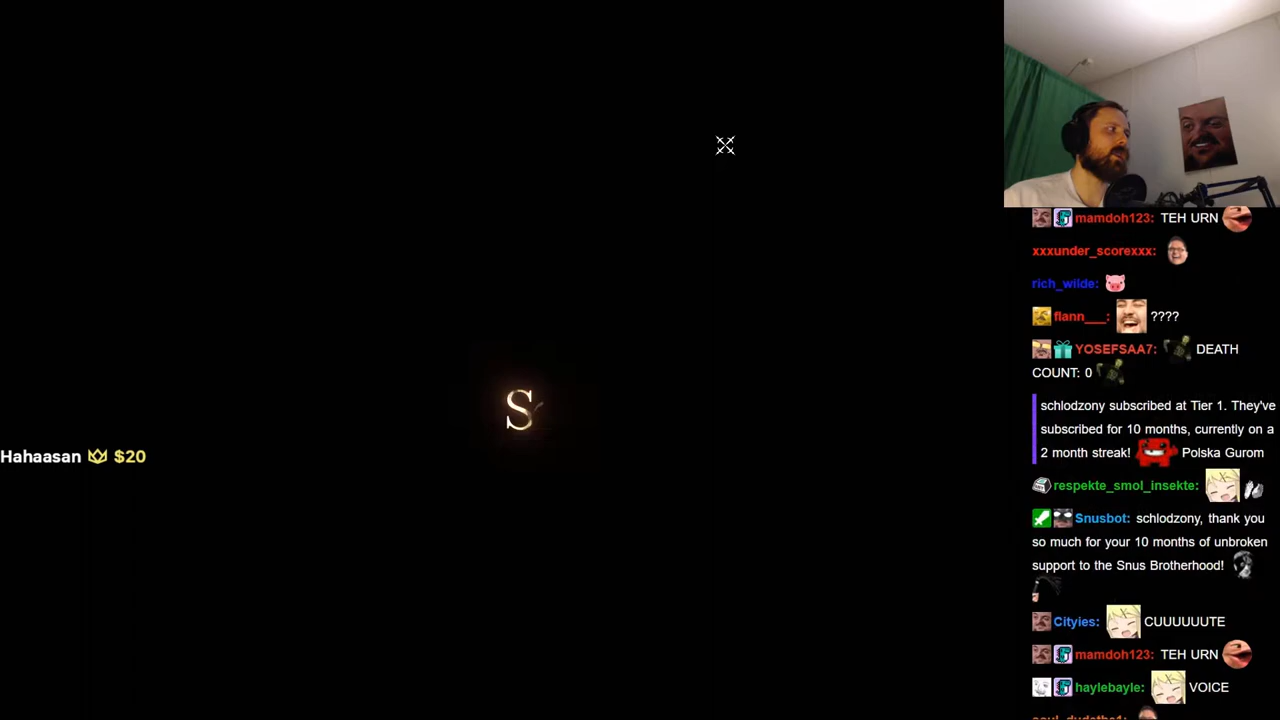 S
Hahaasan $20
mamdoh123: TEH URN
xxxunder_scorexxx:
rich_wilde:
flann___: ????
YOSEFSAA7: DEATH
COUNT: 0
schlodzony subscribed at Tier 1. They've
subscribed for 10 months, currently on a
2 month streak! Polska Gurom
respekte_smol_insekte:
Snusbot: schlodzony, thank you
so much for your 10 months of unbroken
support to the Snus Brotherhood!
Cityies: CUUUUUUTE
mamdoh123: TEH URN
haylebayle: VOICE